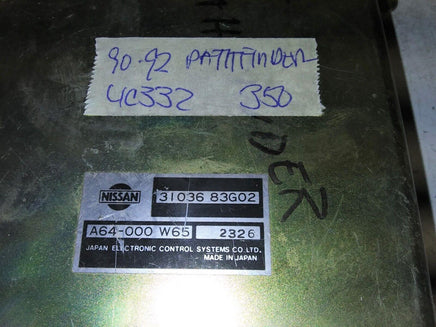 90-92 PATHFINDER
4C332 350
DER
NISSAN 31036 83G02
A64-000 W65 2326
JAPAN ELECTRONIC CONTROL SYSTEMS CO.LTD.
MADE IN JAPAN